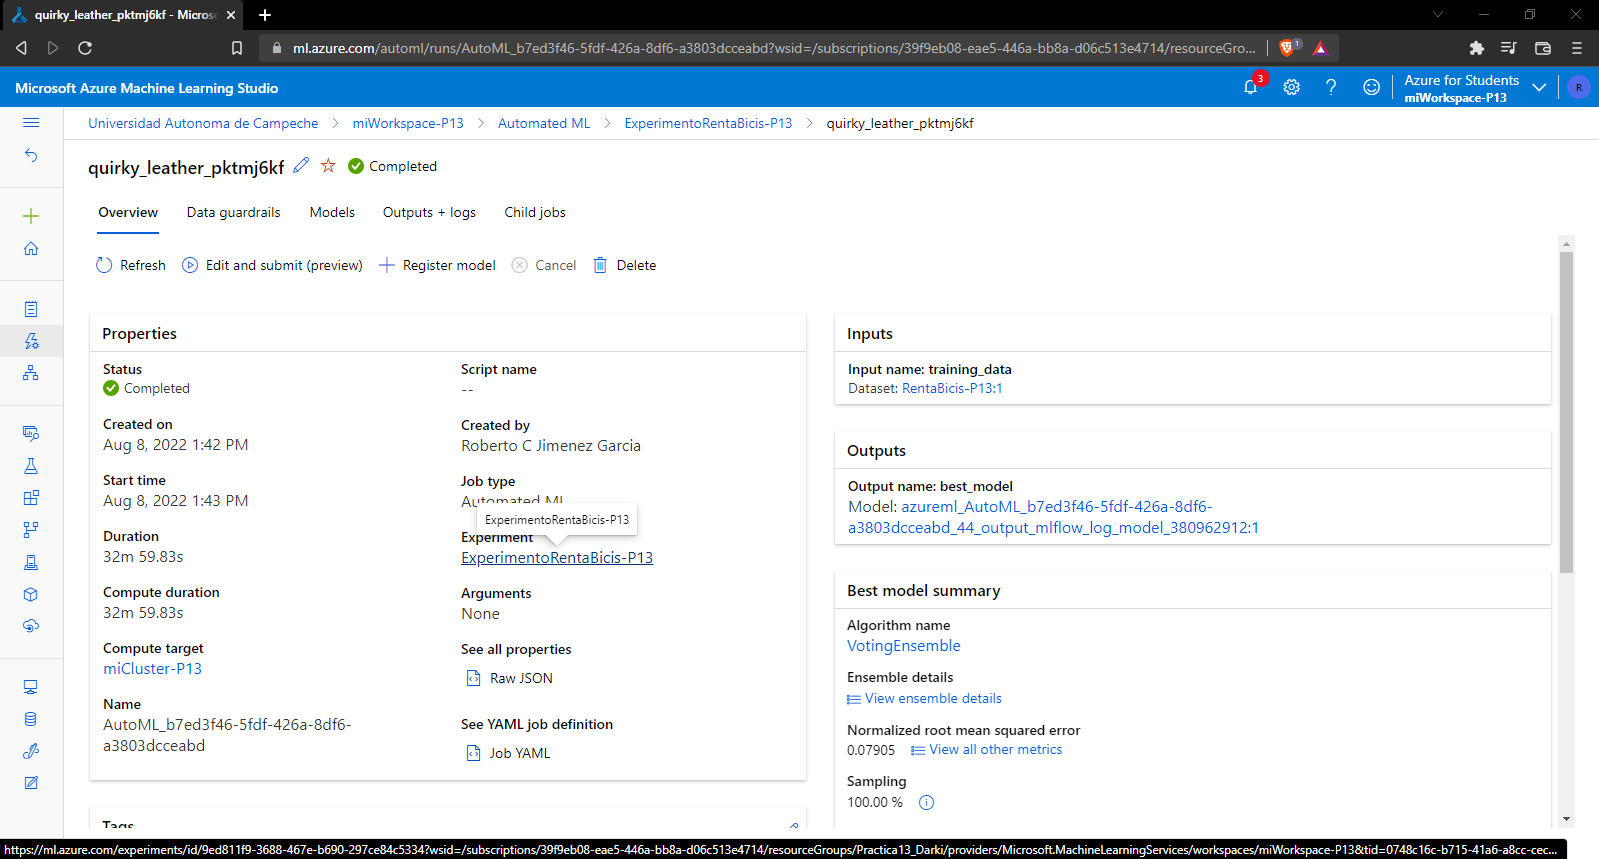 quirky_leather_pktmj6kf - Micros
ml.azure.com/automl/runs/AutoML_b7ed3f46-5fdf-426a-8df6-a3803dcceabd?wsid=/subscriptions/39f9eb08-eae5-446a-bb8a-d06c513e4714/resourceGro...
1
Microsoft Azure Machine Learning Studio
3
Azure for Students
miWorkspace-P13
R
Universidad Autonoma de Campeche > miWorkspace-P13 > Automated ML > ExperimentoRentaBicis-P13 > quirky_leather_pktmj6kf
quirky_leather_pktmj6kf Completed
Overview Data guardrails Models Outputs + logs Child jobs
Refresh Edit and submit (preview) Register model Cancel Delete
Properties
Status
Completed
Created on
Aug 8, 2022 1:42 PM
Start time
Aug 8, 2022 1:43 PM
Duration
32m 59.83s
Compute duration
32m 59.83s
Compute target
miCluster-P13
Name
AutoML_b7ed3f46-5fdf-426a-8df6-
a3803dcceabd
Script name
--
Created by
Roberto C Jimenez Garcia
Job type
Automated ML
ExperimentoRentaBicis-P13
Experiment
ExperimentoRentaBicis-P13
Arguments
None
See all properties
Raw JSON
See YAML job definition
Job YAML
Tags
Inputs
Input name: training_data
Dataset: RentaBicis-P13:1
Outputs
Output name: best_model
Model: azureml_AutoML_b7ed3f46-5fdf-426a-8df6-
a3803dcceabd_44_output_mlflow_log_model_380962912:1
Best model summary
Algorithm name
VotingEnsemble
Ensemble details
View ensemble details
Normalized root mean squared error
0.07905 View all other metrics
Sampling
100.00 %
https://ml.azure.com/experiments/id/9ed811f9-3688-467e-b690-297ce84c5334?wsid=/subscriptions/39f9eb08-eae5-446a-bb8a-d06c513e4714/resourceGroups/Practica13_Darki/providers/Microsoft.MachineLearningServices/workspaces/miWorkspace-P13&tid=0748c16c-b715-41a6-a8cc-cec...